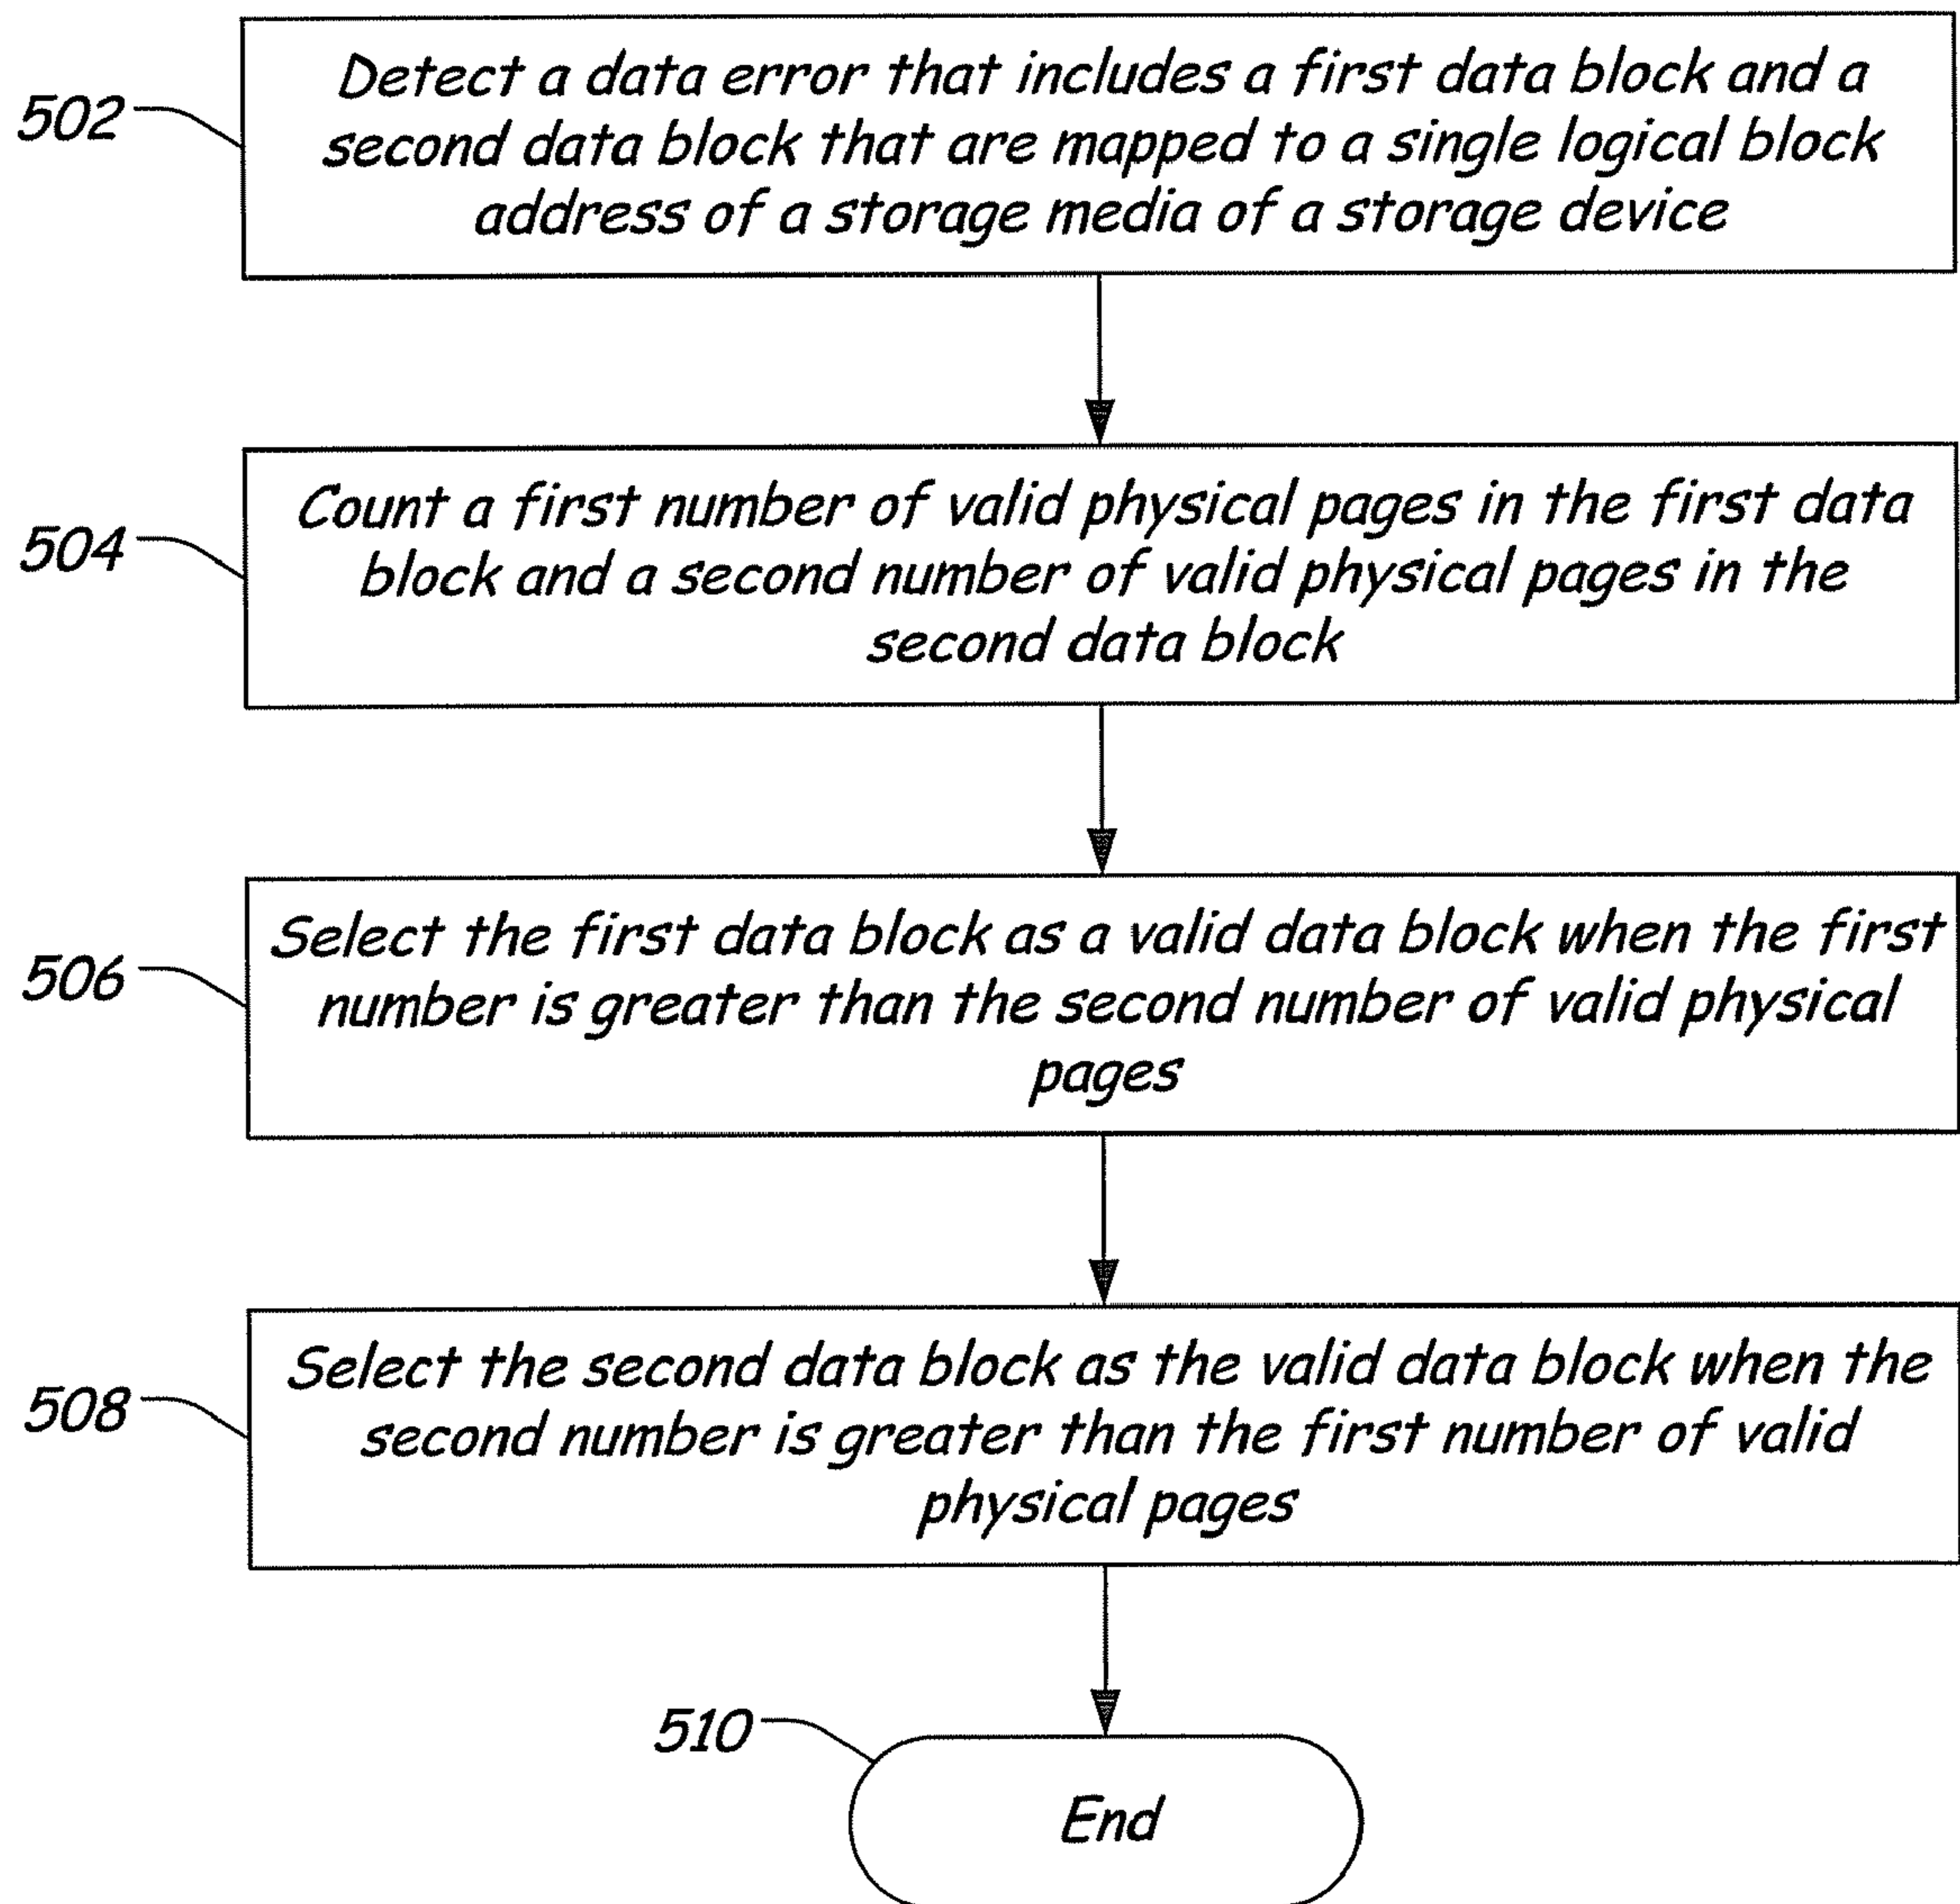 502
Detect a data error that includes a first data block and a
second data block that are mapped to a single logical block
address of a storage media of a storage device
504
Count a first number of valid physical pages in the first data
block and a second number of valid physical pages in the
second data block
506
Select the first data block as a valid data block when the first
number is greater than the second number of valid physical
pages
508
Select the second data block as the valid data block when the
second number is greater than the first number of valid
physical pages
510
End